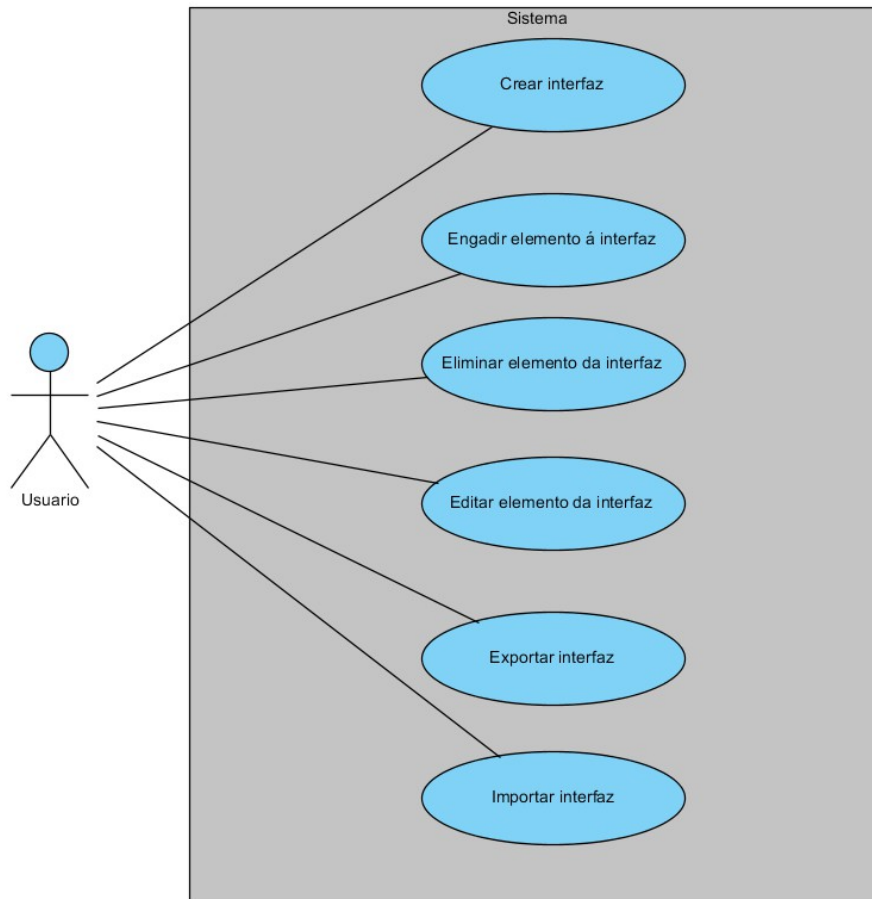 Sistema
Crear interfaz
Engadir elemento á interfaz
Eliminar elemento da interfaz
Editar elemento da interfaz
Usuario
Exportar interfaz
Importar interfaz